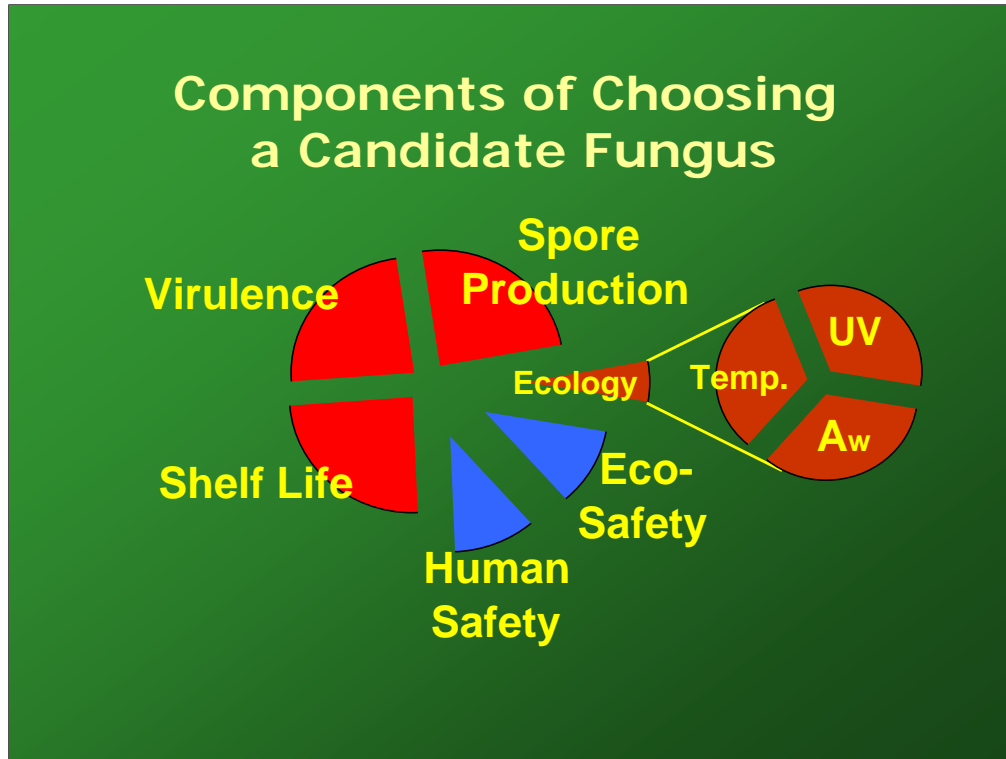 Components of Choosing
a Candidate Fungus
Spore
Production
Virulence
UV
Ecology
Temp.
Aw
Shelf Life
Eco-
Safety
Human
Safety